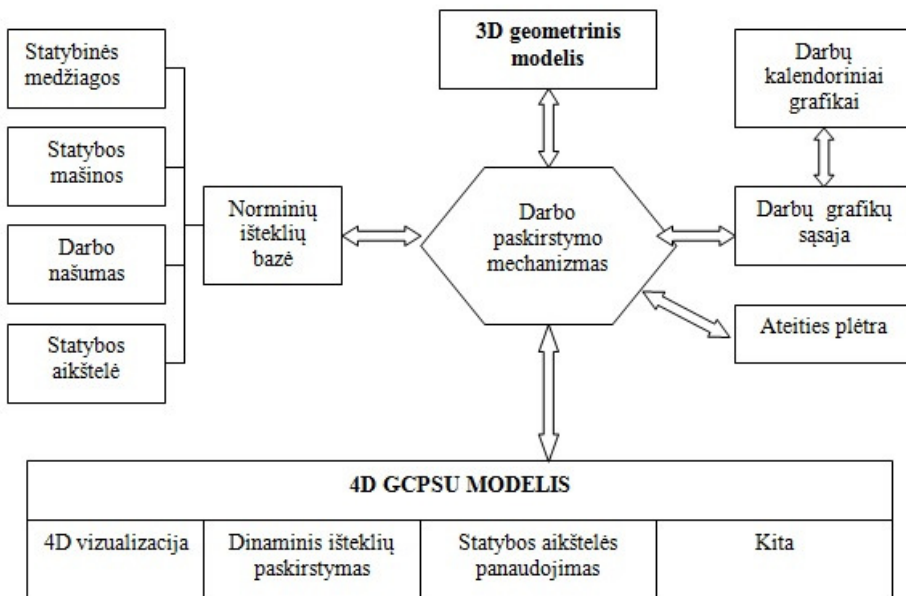 Statybinės
medžiagos
Statybos
mašinos
Darbo
našumas
Statybos
aikštelė
Norminių
išteklių
bazė
3D geometrinis
modelis
Darbo
paskirstymo
mechanizmas
Darbų
kalendoriniai
grafikai
Darbų grafikų
sąsaja
Ateities plėtra
4D GCPSU MODELIS
4D vizualizacija
Dinaminis išteklių
paskirstymas
Statybos aikštelės
panaudojimas
Kita